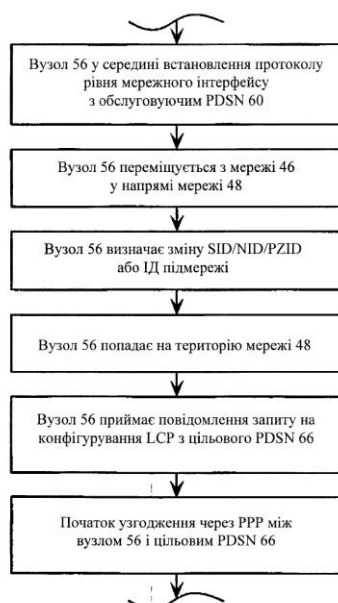 Вузол 56 у середині встановлення протоколу
рівня мережного інтерфейсу
з обслуговуючим PDSN 60
Вузол 56 переміщується з мережі 46
у напрямі мережі 48
Вузол 56 визначає зміну SID/NID/PZID
або ІД підмережі
Вузол 56 попадає на територію мережі 48
Вузол 56 приймає повідомлення запиту на
конфігурування LCP з цільового PDSN 66
Початок узгодження через PPP між
вузлом 56 і цільовим PDSN 66